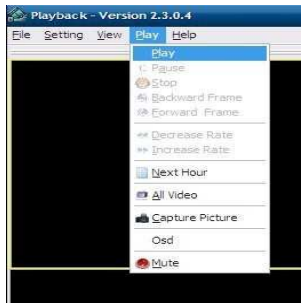 Playback - Version 2.3.0.4
File Setting View Play Help
Play
Pause
Stop
Backward Frame
Forward Frame
Decrease Rate
Increase Rate
Next Hour
All Video
Capture Picture
Osd
Mute